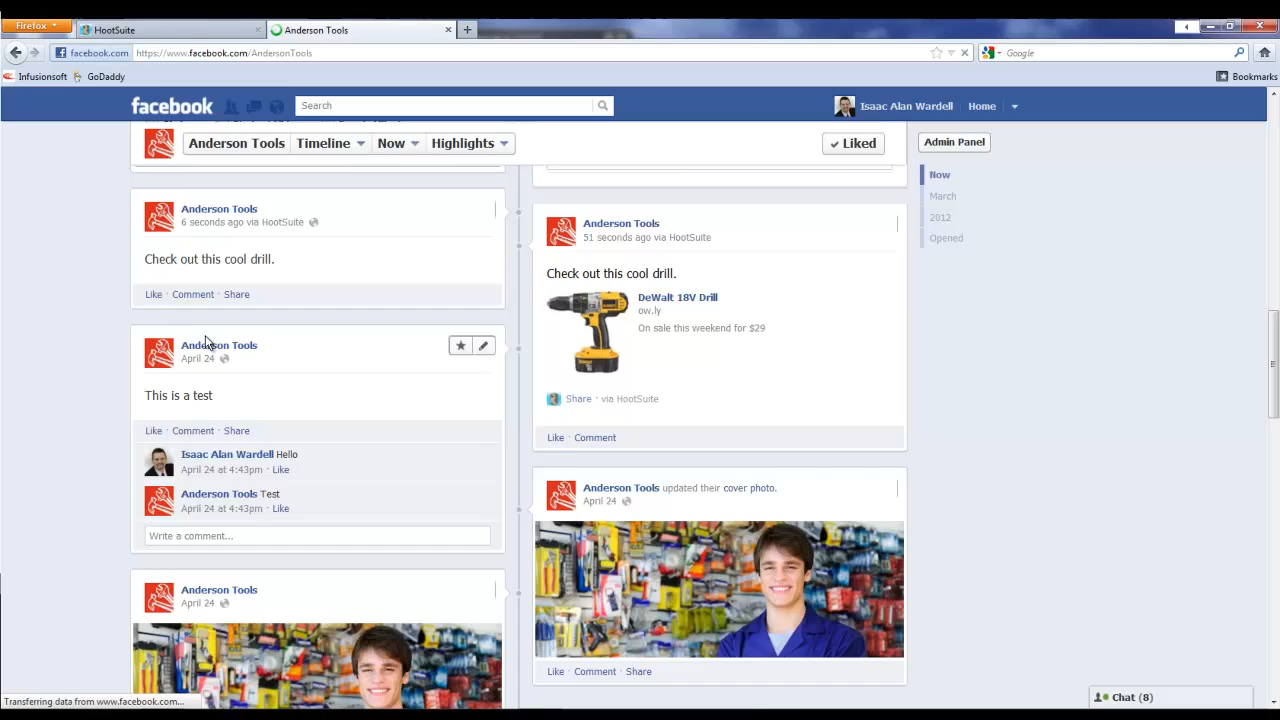 Firefox
HootSuite
Anderson Tools
facebook.com
https://www.facebook.com/AndersonTools
Google
Infusionsoft
GoDaddy
Bookmarks
facebook
Search
Isaac Alan Wardell
Home
Anderson Tools
Timeline
Now
Highlights
Liked
Admin Panel
Now
March
2012
Opened
Anderson Tools
6 seconds ago via HootSuite
Check out this cool drill.
Like · Comment · Share
Anderson Tools
April 24
This is a test
Like · Comment · Share
Isaac Alan Wardell Hello
April 24 at 4:43pm · Like
Anderson Tools Test
April 24 at 4:43pm · Like
Write a comment...
Anderson Tools
April 24
Anderson Tools
51 seconds ago via HootSuite
Check out this cool drill.
DeWalt 18V Drill
ow.ly
On sale this weekend for $29
Share · via HootSuite
Like · Comment
Anderson Tools updated their cover photo.
April 24
Like · Comment · Share
Transferring data from www.facebook.com...
Chat (8)